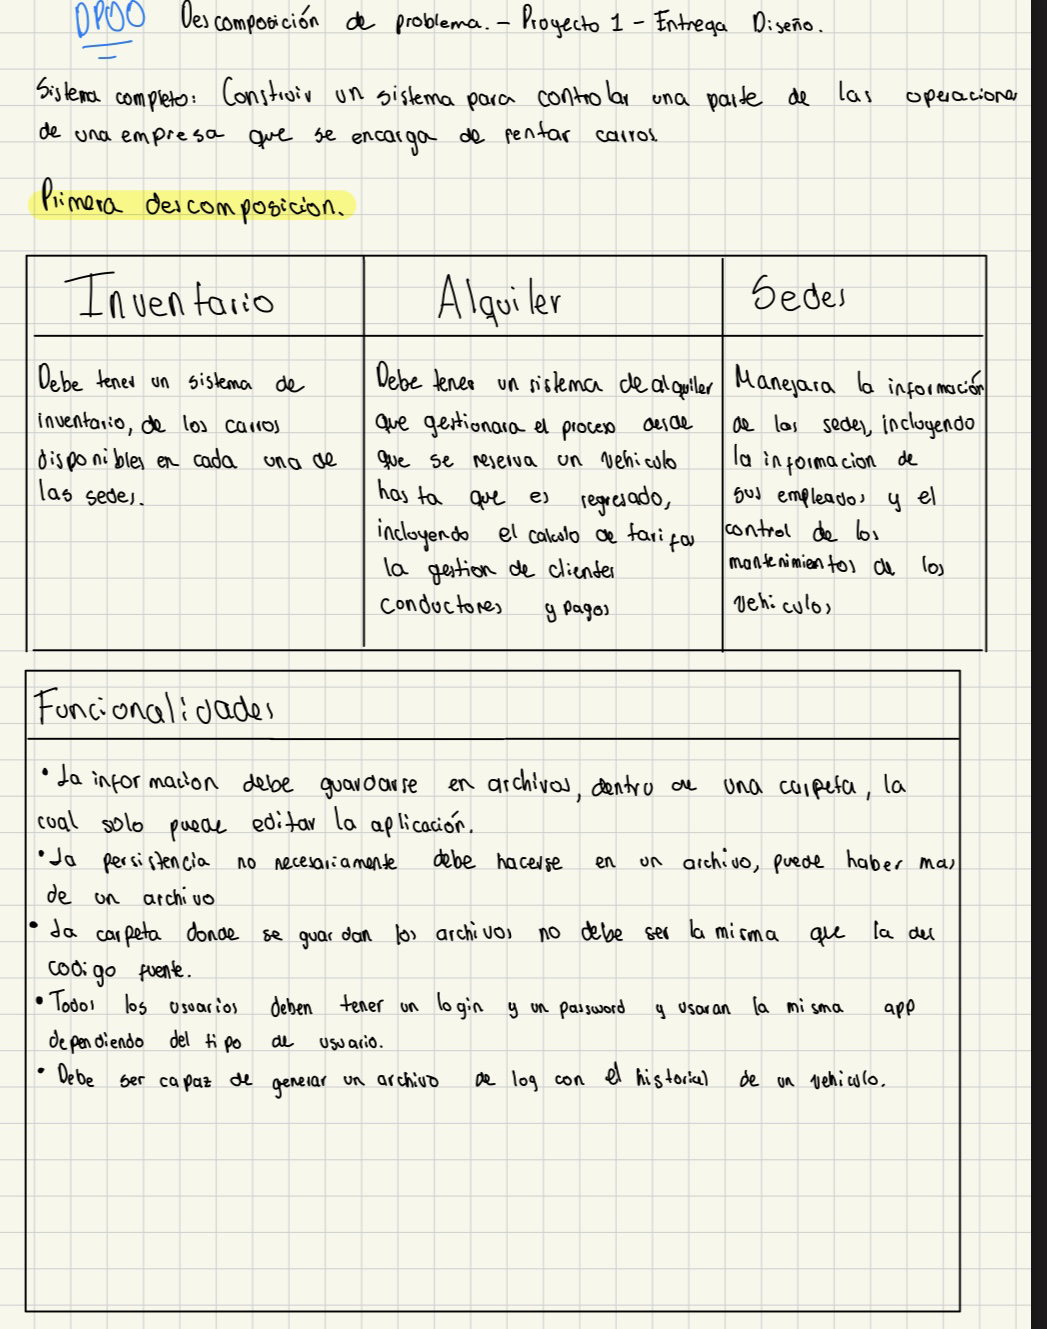 DPOO Descomposición de problema. - Proyecto 1 - Entrega Diseño.
Sistema completo: Construir un sistema para controlar una parte de las operaciones
de una empresa que se encarga de rentar carros.
Primera descomposicion.
Inventario
Debe tener un sistema de
inventario, de los carros
disponibles en cada una de
las sedes.
Alquiler
Debe tener un sistema de alquiler
que gestionara el proceso desde
que se reserva un vehiculo
hasta que es regresado,
incluyendo el calculo de tarifas
la gestion de clientes
conductores y pagos
Sedes
Manejara la información
de las sedes, incluyendo
la informacion de
sus empleados y el
control de los
mantenimientos de los
vehiculos
Funcionalidades
• La informacion debe guardarse en archivos, dentro de una carpeta, la
cual solo puede editar la aplicación.
• La persistencia no necesariamente debe hacerse en un archivo, puede haber mas
de un archivo
• La carpeta donde se guardan los archivos no debe ser la misma que la del
codigo fuente.
• Todos los usuarios deben tener un login y un password y usaran la misma app
dependiendo del tipo de usuario.
• Debe ser capaz de generar un archivo de log con el historial de un vehiculo.